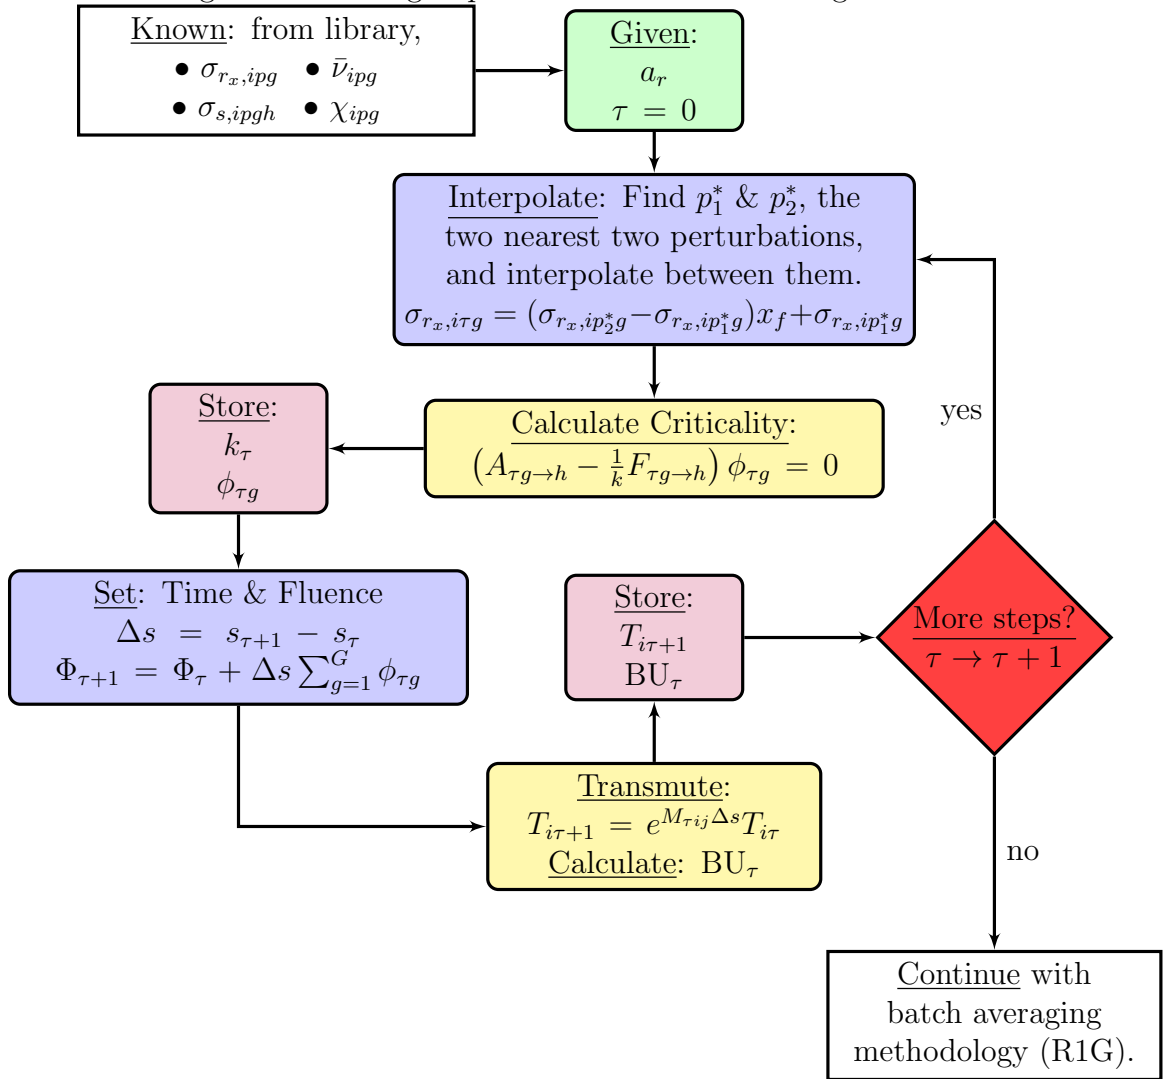 Known: from library,
• σ_{r_x,ipg} • ν̄_{ipg}
• σ_{s,ipgh} • χ_{ipg}
Given:
a_r
τ = 0
Interpolate: Find p_1^* & p_2^*, the
two nearest two perturbations,
and interpolate between them.
σ_{r_x,iτg} = (σ_{r_x,ip_2^*g}−σ_{r_x,ip_1^*g})x_f+σ_{r_x,ip_1^*g}
Calculate Criticality:
(A_{τg→h} − \frac{1}{k}F_{τg→h}) φ_{τg} = 0
Store:
k_τ
φ_{τg}
Set: Time & Fluence
Δs = s_{τ+1} − s_τ
Φ_{τ+1} = Φ_τ + Δs ∑_{g=1}^{G} φ_{τg}
Transmute:
T_{iτ+1} = e^{M_{τij}Δs}T_{iτ}
Calculate: BU_τ
Store:
T_{iτ+1}
BU_τ
More steps?
τ → τ + 1
yes
no
Continue with
batch averaging
methodology (R1G).